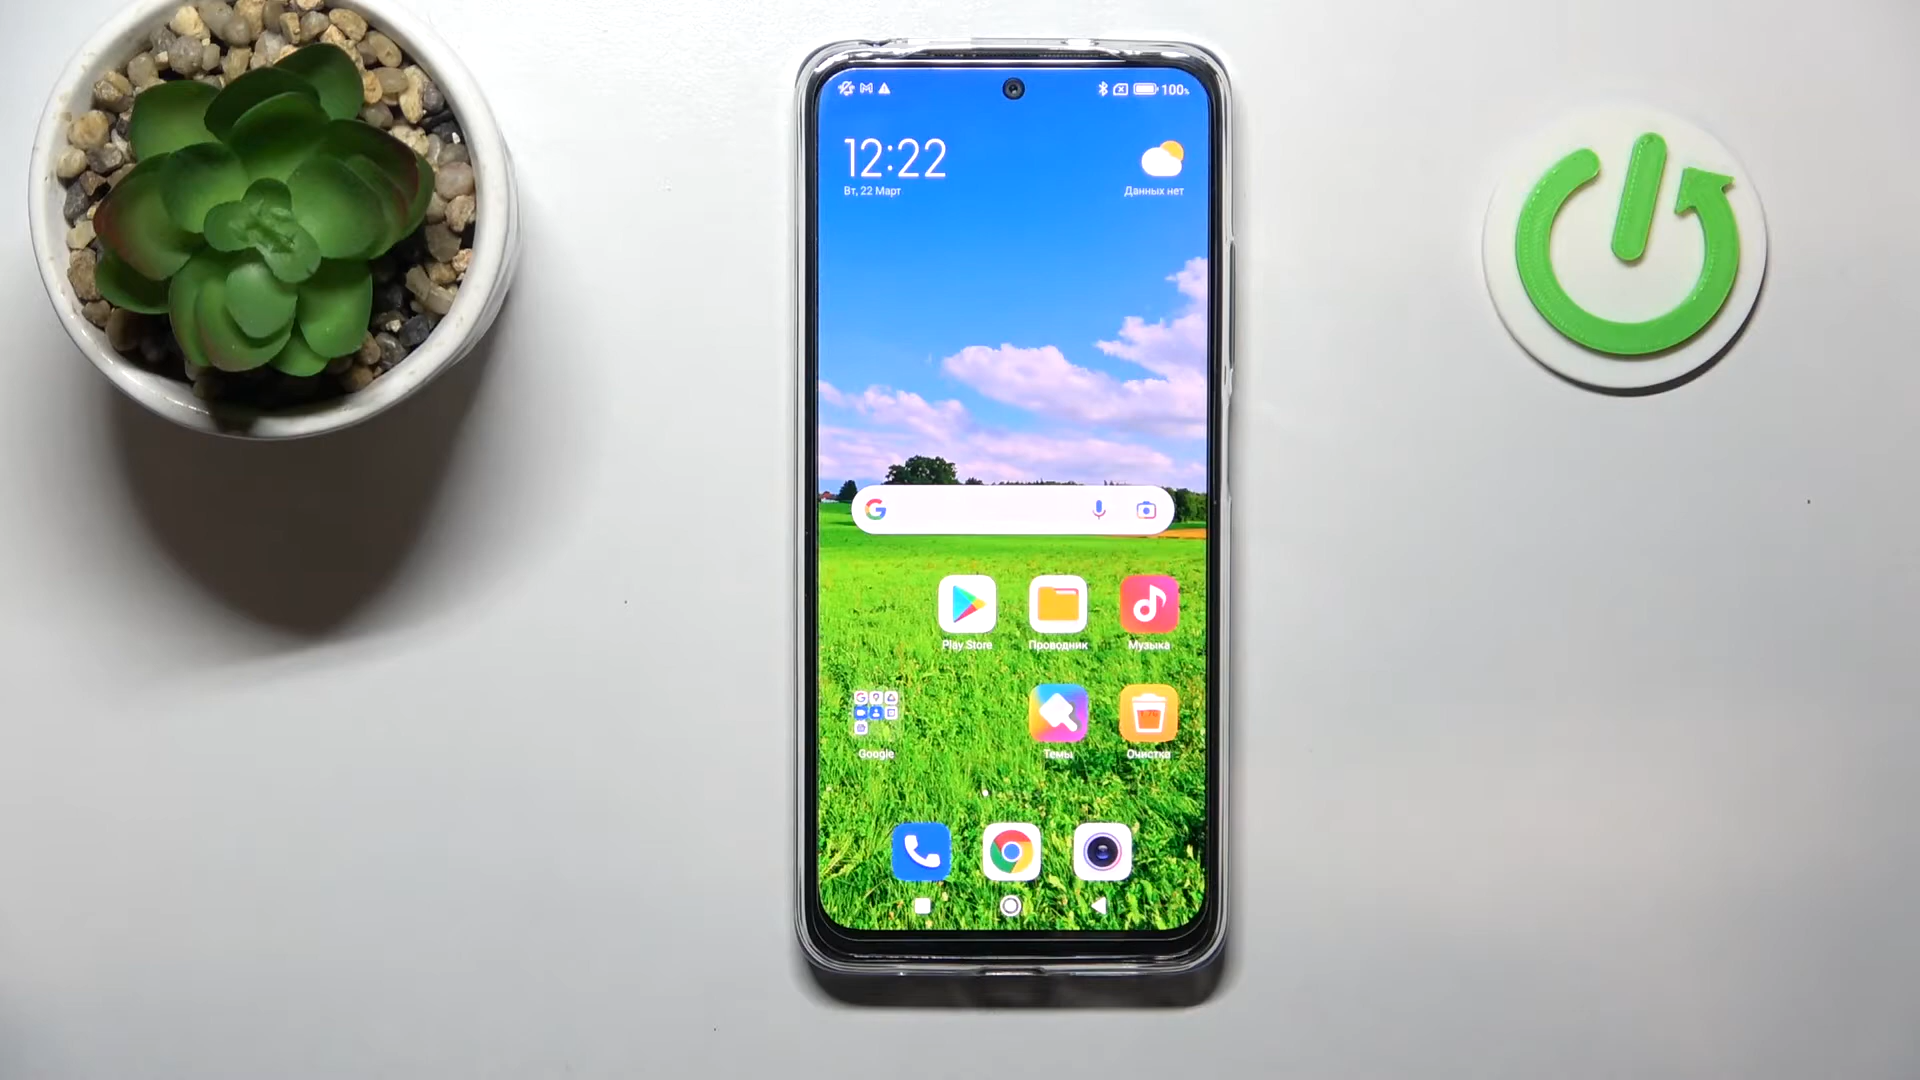 100%
12:22
Вт, 22 Март
Данных нет
Play Store
Проводник
Музыка
Google
Темы
Очистка